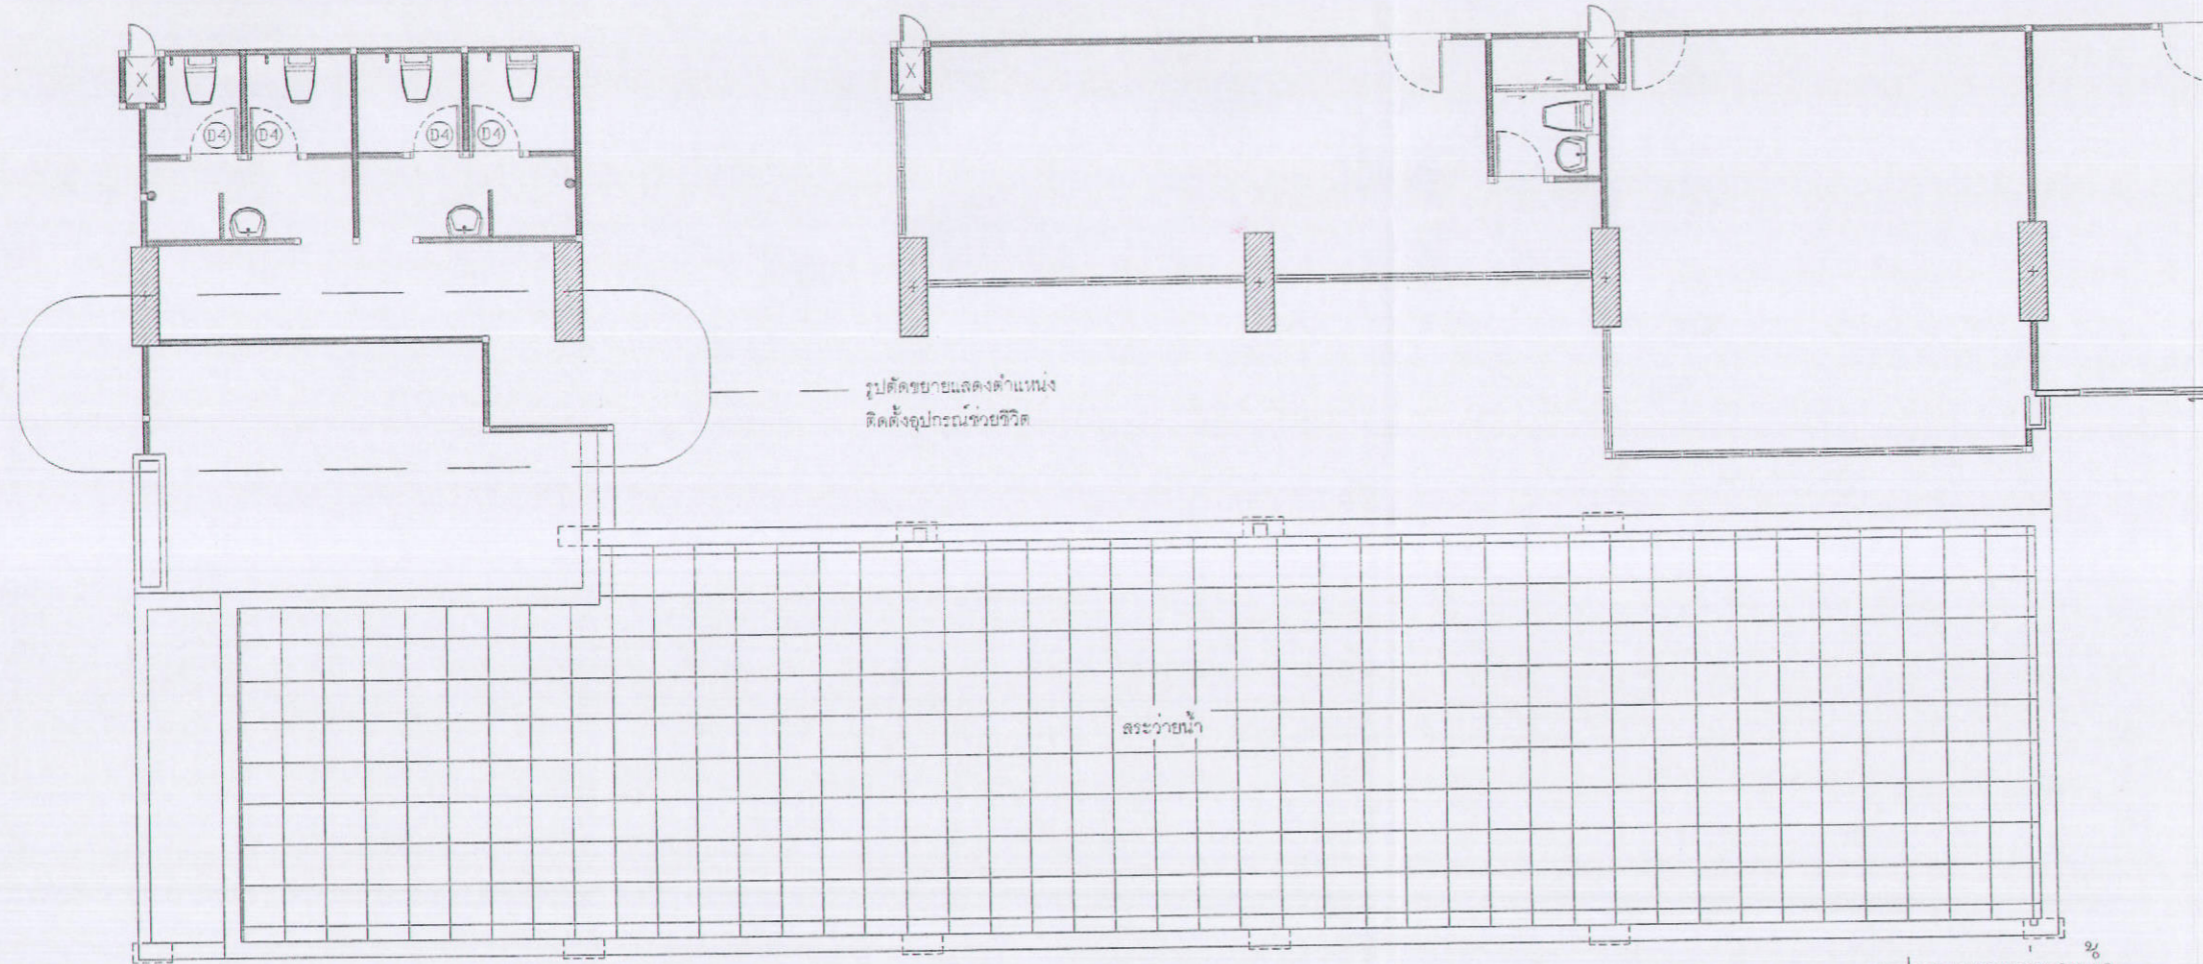 D4 D4 D4 D4
รูปตัดขยายแสดงตำแหน่ง
ติดตั้งอุปกรณ์ช่วยชีวิต
สระว่ายน้ำ